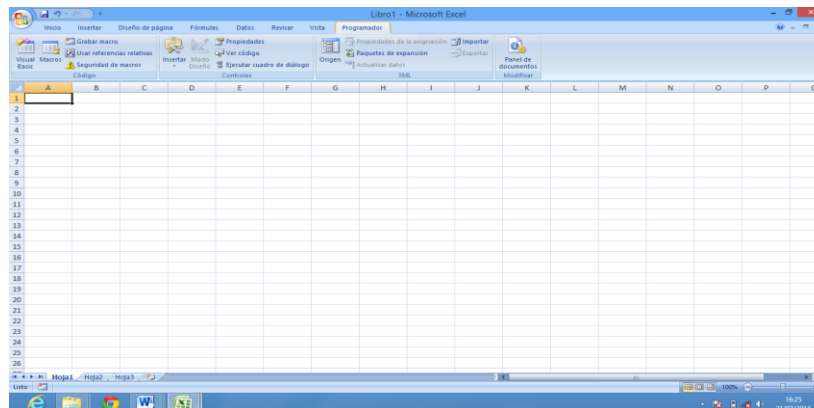 Libro1 - Microsoft Excel
Inicio Insertar Diseño de página Fórmulas Datos Revisar Vista Programador
Visual Basic
Macros
Grabar macro
Usar referencias relativas
Seguridad de macros
Código
Insertar
Modo Diseño
Propiedades
Ver código
Ejecutar cuadro de diálogo
Controles
Origen
Propiedades de la asignación
Paquetes de expansión
Actualizar datos
Importar
Exportar
XML
Panel de documentos
Modificar
A B C D E F G H I J K L M N O P
1
2
3
4
5
6
7
8
9
10
11
12
13
14
15
16
17
18
19
20
21
22
23
24
25
26
Hoja1 Hoja2 Hoja3
Listo 100%
16:25